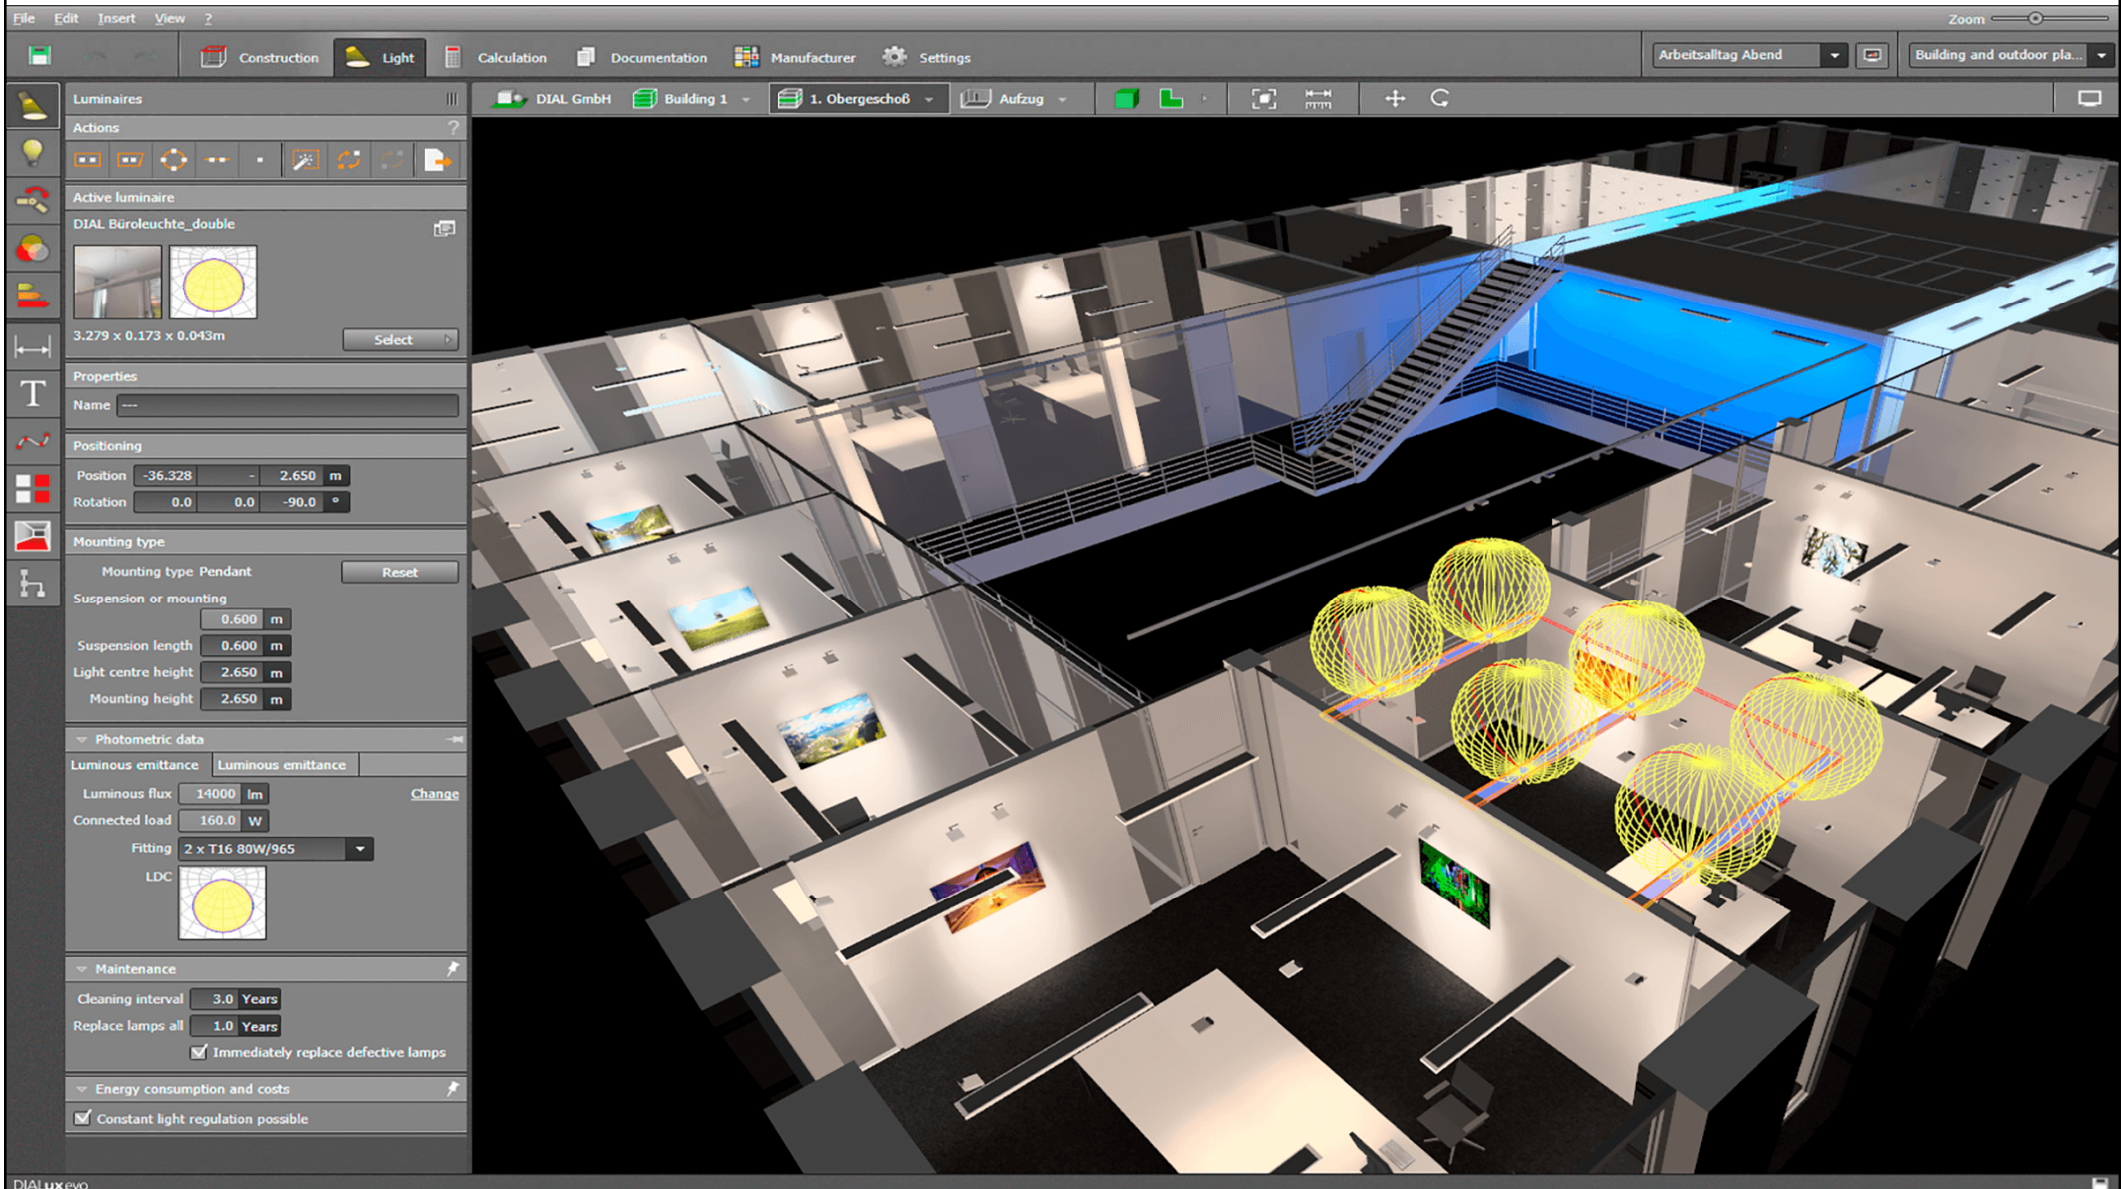 File Edit Insert View ?
Zoom
Construction Light Calculation Documentation Manufacturer Settings
Arbeitsalltag Abend
Building and outdoor pla...
Luminaires
DIAL GmbH Building 1 1. Obergeschoß Aufzug
Actions ?
Active luminaire
DIAL Büroleuchte_double
3.279 x 0.173 x 0.043m
Select
Properties
Name ---
Positioning
Position -36.328 - 2.650 m
Rotation 0.0 0.0 -90.0 °
Mounting type
Mounting type Pendant Reset
Suspension or mounting
0.600 m
Suspension length 0.600 m
Light centre height 2.650 m
Mounting height 2.650 m
Photometric data
Luminous emittance Luminous emittance
Luminous flux 14000 lm Change
Connected load 160.0 W
Fitting 2 x T16 80W/965
LDC
Maintenance
Cleaning interval 3.0 Years
Replace lamps all 1.0 Years
Immediately replace defective lamps
Energy consumption and costs
Constant light regulation possible
DIALux evo